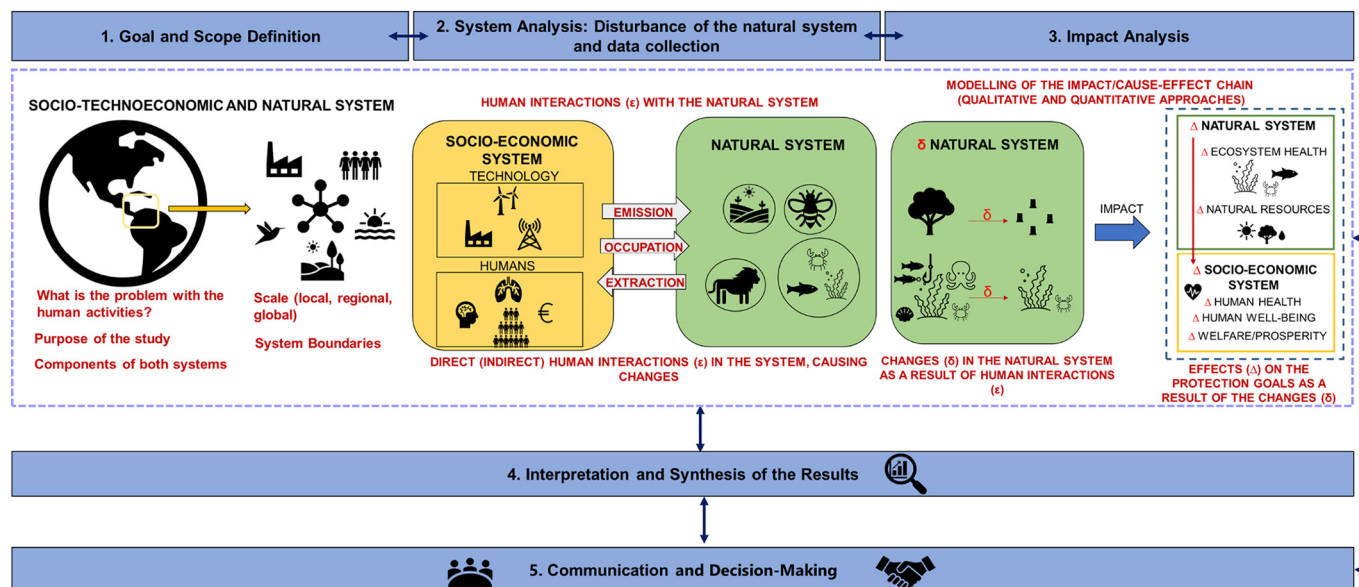 1. Goal and Scope Definition
2. System Analysis: Disturbance of the natural system
and data collection
3. Impact Analysis
SOCIO-TECHNOECONOMIC AND NATURAL SYSTEM
What is the problem with the
human activities?
Purpose of the study
Components of both systems
Scale (local, regional,
global)
System Boundaries
HUMAN INTERACTIONS (ε) WITH THE NATURAL SYSTEM
SOCIO-ECONOMIC
SYSTEM
TECHNOLOGY
HUMANS
€
EMISSION
OCCUPATION
EXTRACTION
NATURAL SYSTEM
DIRECT (INDIRECT) HUMAN INTERACTIONS (ε) IN THE SYSTEM, CAUSING
CHANGES
MODELLING OF THE IMPACT/CAUSE-EFFECT CHAIN
(QUALITATIVE AND QUANTITATIVE APPROACHES)
δ NATURAL SYSTEM
δ
δ
CHANGES (δ) IN THE NATURAL SYSTEM
AS A RESULT OF HUMAN INTERACTIONS
(ε)
IMPACT
Δ NATURAL SYSTEM
Δ ECOSYSTEM HEALTH
Δ NATURAL RESOURCES
Δ SOCIO-ECONOMIC
SYSTEM
Δ HUMAN HEALTH
Δ HUMAN WELL-BEING
Δ WELFARE/PROSPERITY
EFFECTS (Δ) ON THE
PROTECTION GOALS AS A
RESULT OF THE CHANGES (δ)
4. Interpretation and Synthesis of the Results
5. Communication and Decision-Making